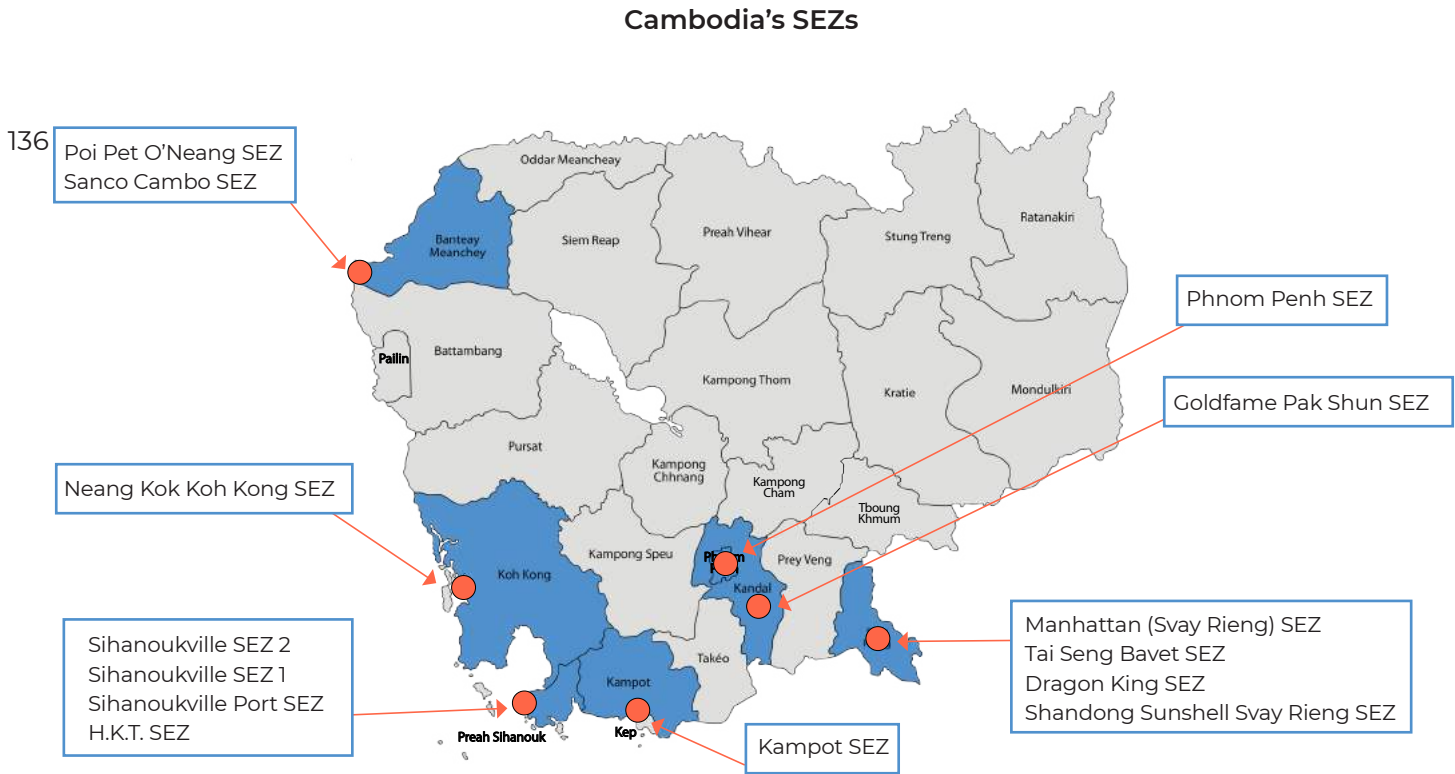 Cambodia's SEZs
136
Poi Pet O'Neang SEZ
Sanco Cambo SEZ
Oddar Meancheay
Banteay
Meanchey
Siem Reap
Preah Vihear
Stung Treng
Ratanakiri
Phnom Penh SEZ
Pailin
Battambang
Kampong Thom
Kratie
Mondulkiri
Goldfame Pak Shun SEZ
Pursat
Kampong
Chhnang
Kampong
Cham
Tboung
Khmum
Neang Kok Koh Kong SEZ
Koh Kong
Kampong Speu
Prey Veng
Kandal
Sihanoukville SEZ 2
Sihanoukville SEZ 1
Sihanoukville Port SEZ
H.K.T. SEZ
Manhattan (Svay Rieng) SEZ
Tai Seng Bavet SEZ
Dragon King SEZ
Shandong Sunshell Svay Rieng SEZ
Takéo
Kampot
Preah Sihanouk
Kep
Kampot SEZ